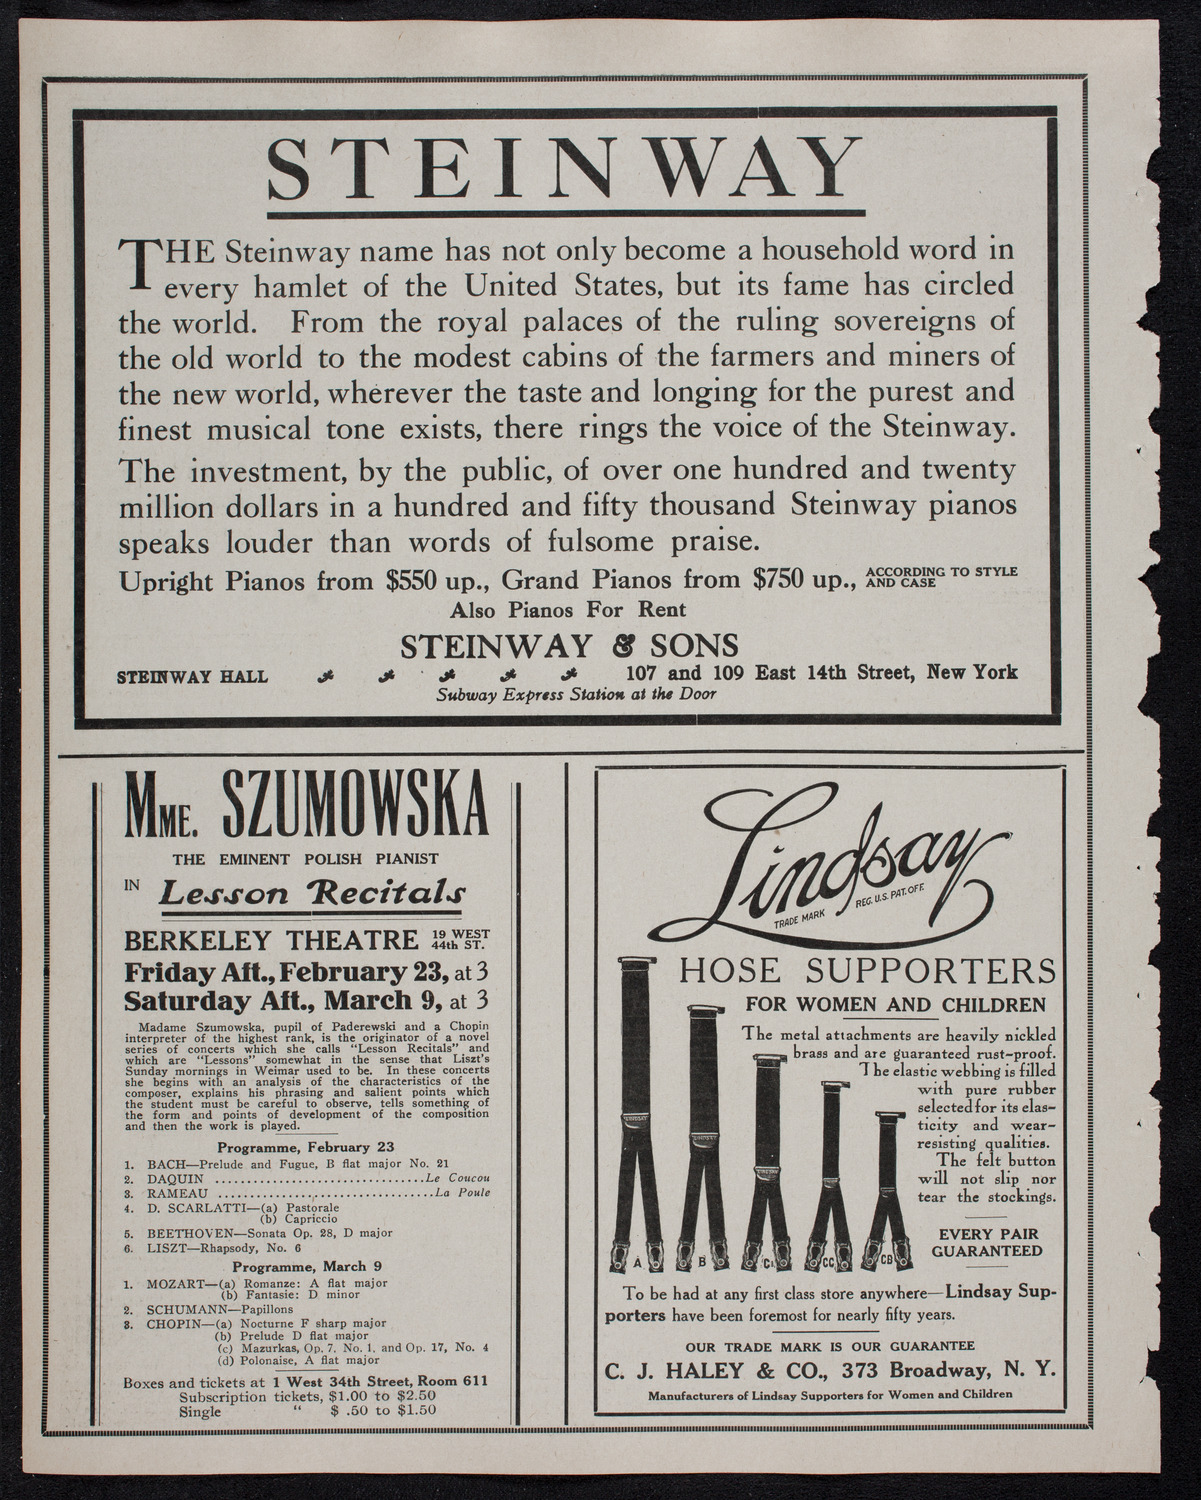 STEINWAY
THE Steinway name has not only become a household word in
every hamlet of the United States, but its fame has circled
the world. From the royal palaces of the ruling sovereigns of
the old world to the modest cabins of the farmers and miners of
the new world, wherever the taste and longing for the purest and
finest musical tone exists, there rings the voice of the Steinway.
The investment, by the public, of over one hundred and twenty
million dollars in a hundred and fifty thousand Steinway pianos
speaks louder than words of fulsome praise.
Upright Pianos from $550 up., Grand Pianos from $750 up., ACCORDING TO STYLE AND CASE
Also Pianos For Rent
STEINWAY & SONS
STEINWAY HALL 107 and 109 East 14th Street, New York
Subway Express Station at the Door
MME. SZUMOWSKA
THE EMINENT POLISH PIANIST
IN Lesson Recitals
BERKELEY THEATRE 19 WEST 44th ST.
Friday Aft., February 23, at 3
Saturday Aft., March 9, at 3
Madame Szumowska, pupil of Paderewski and a Chopin
interpreter of the highest rank, is the originator of a novel
series of concerts which she calls "Lesson Recitals" and
which are "Lessons" somewhat in the sense that Liszt's
Sunday mornings in Weimar used to be. In these concerts
she begins with an analysis of the characteristics of the
composer, explains his phrasing and salient points which
the student must be careful to observe, tells something of
the form and points of development of the composition
and then the work is played.
Programme, February 23
1. BACH—Prelude and Fugue, B flat major No. 21
2. DAQUIN .................................Le Coucou
3. RAMEAU ..................................La Poule
4. D. SCARLATTI—(a) Pastorale
(b) Capriccio
5. BEETHOVEN—Sonata Op. 28, D major
6. LISZT—Rhapsody, No. 6
Programme, March 9
1. MOZART—(a) Romanze: A flat major
(b) Fantasie: D minor
2. SCHUMANN—Papillons
3. CHOPIN—(a) Nocturne F sharp major
(b) Prelude D flat major
(c) Mazurkas, Op. 7, No. 1, and Op. 17, No. 4
(d) Polonaise, A flat major
Boxes and tickets at 1 West 34th Street, Room 611
Subscription tickets, $1.00 to $2.50
Single " $ .50 to $1.50
Lindsay
TRADE MARK REG. U.S. PAT. OFF.
HOSE SUPPORTERS
FOR WOMEN AND CHILDREN
The metal attachments are heavily nickled
brass and are guaranteed rust-proof.
The elastic webbing is filled
with pure rubber
selected for its elas-
ticity and wear-
resisting qualities.
The felt button
will not slip nor
tear the stockings.
EVERY PAIR
GUARANTEED
LINDSAY
LINDSAY
LINDSAY
A B CC CB
To be had at any first class store anywhere—Lindsay Sup-
porters have been foremost for nearly fifty years.
OUR TRADE MARK IS OUR GUARANTEE
C. J. HALEY & CO., 373 Broadway, N. Y.
Manufacturers of Lindsay Supporters for Women and Children